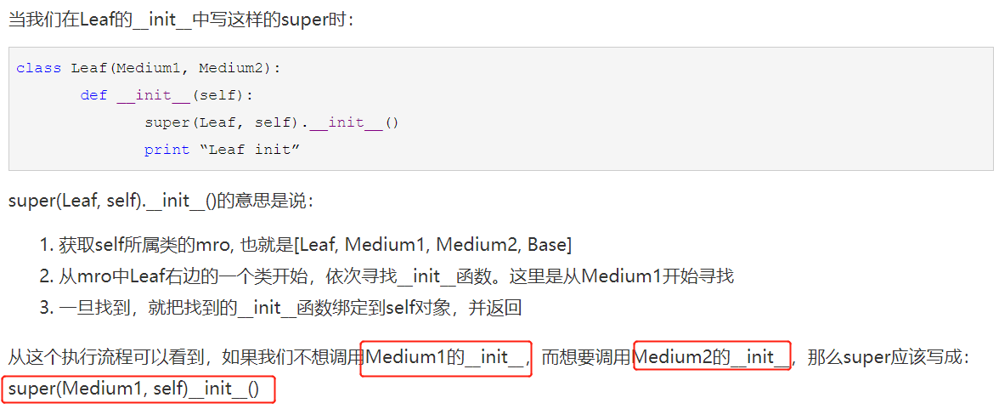 当我们在Leaf的__init__中写这样的super时：
class Leaf(Medium1, Medium2):
def __init__(self):
super(Leaf, self).__init__()
print “Leaf init”
super(Leaf, self).__init__()的意思是说：
1. 获取self所属类的mro, 也就是[Leaf, Medium1, Medium2, Base]
2. 从mro中Leaf右边的一个类开始，依次寻找__init__函数。这里是从Medium1开始寻找
3. 一旦找到，就把找到的__init__函数绑定到self对象，并返回
从这个执行流程可以看到，如果我们不想调用Medium1的__init__，而想要调用Medium2的__init__，那么super应该写成：
super(Medium1, self)__init__()